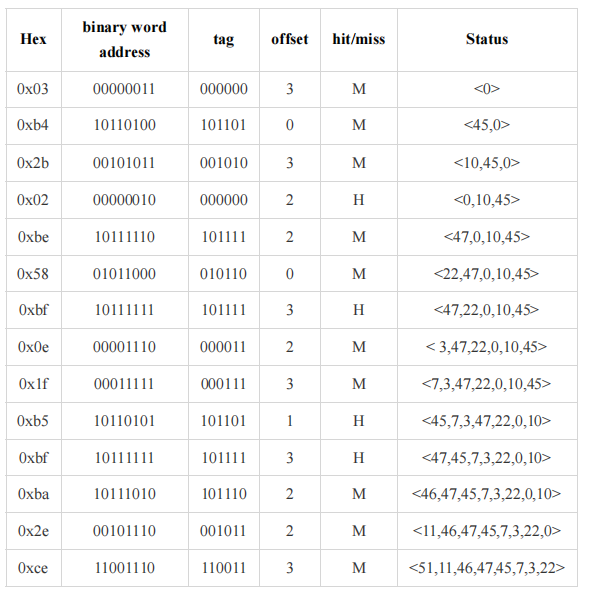 Hex binary word address tag offset hit/miss Status
0x03 00000011 000000 3 M <0>
0xb4 10110100 101101 0 M <45,0>
0x2b 00101011 001010 3 M <10,45,0>
0x02 00000010 000000 2 H <0,10,45>
0xbe 10111110 101111 2 M <47,0,10,45>
0x58 01011000 010110 0 M <22,47,0,10,45>
0xbf 10111111 101111 3 H <47,22,0,10,45>
0x0e 00001110 000011 2 M < 3,47,22,0,10,45>
0x1f 00011111 000111 3 M <7,3,47,22,0,10,45>
0xb5 10110101 101101 1 H <45,7,3,47,22,0,10>
0xbf 10111111 101111 3 H <47,45,7,3,22,0,10>
0xba 10111010 101110 2 M <46,47,45,7,3,22,0,10>
0x2e 00101110 001011 2 M <11,46,47,45,7,3,22,0>
0xce 11001110 110011 3 M <51,11,46,47,45,7,3,22>